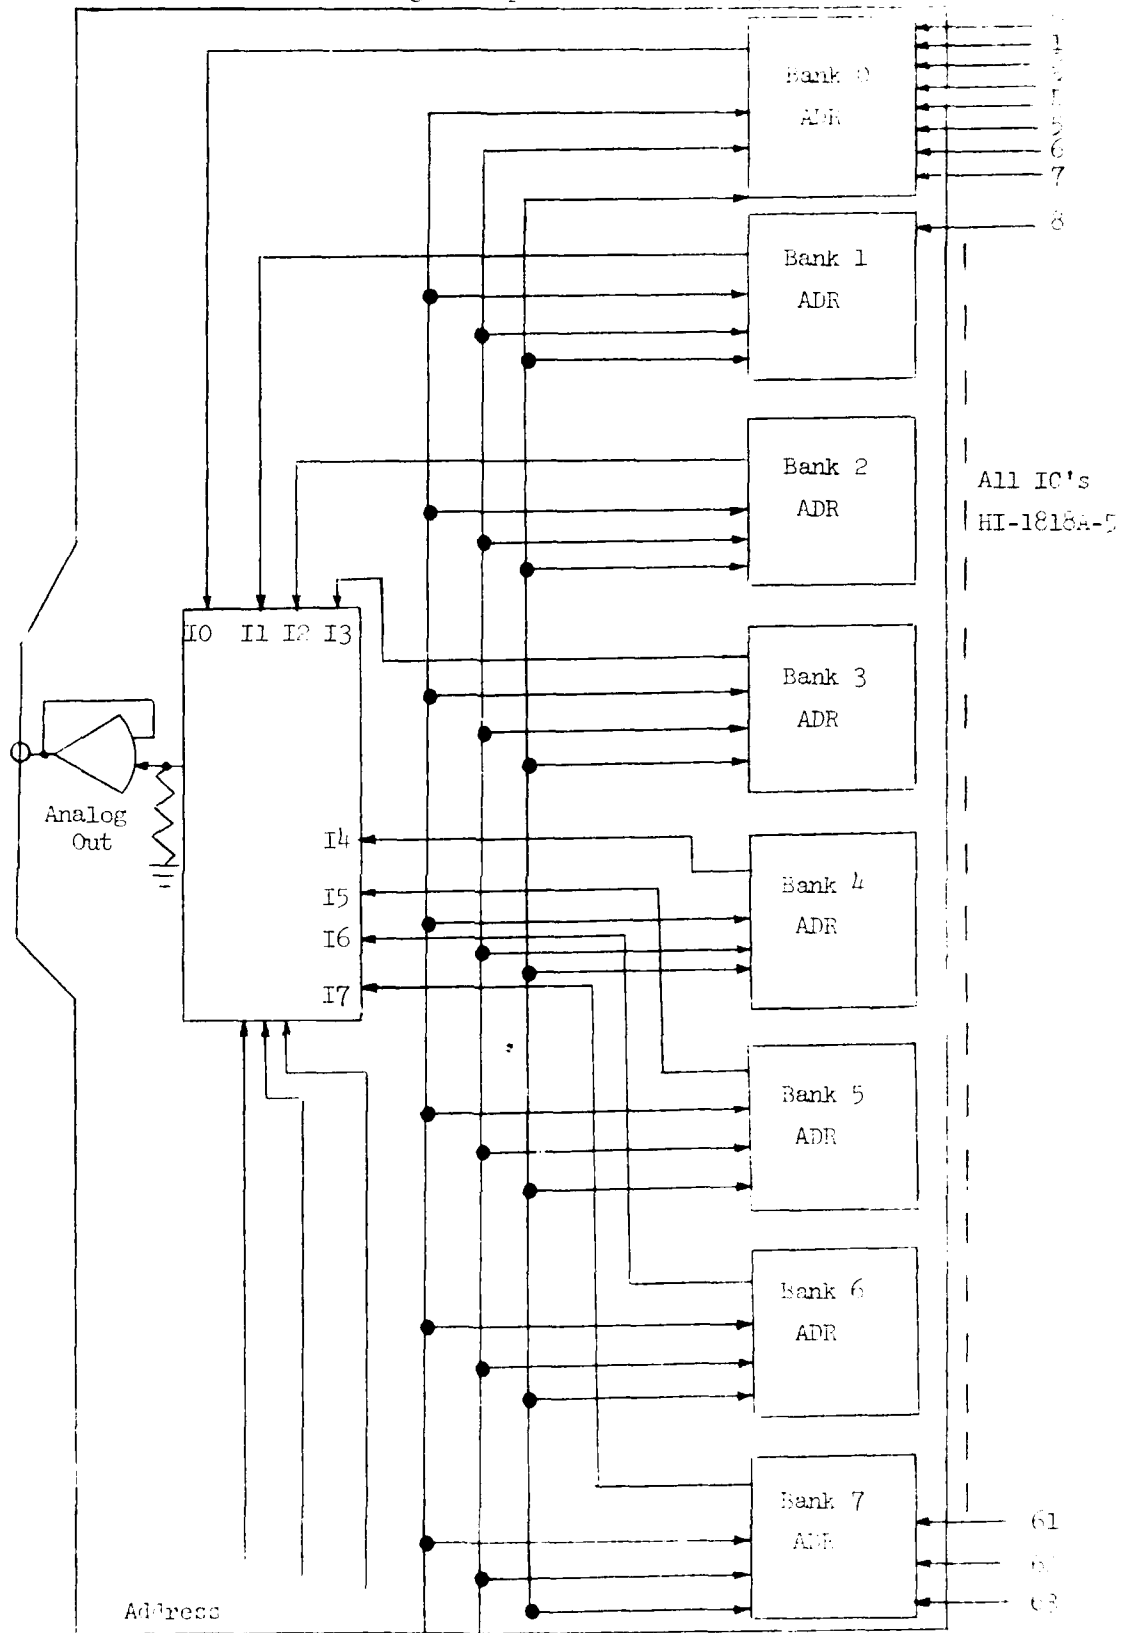 Bank 0
ADR
1
5
6
7
8
Bank 1
ADR
Bank 2
ADR
All IC's
HI-1818A-5
I0 I1 I2 I3
Bank 3
ADR
Analog
Out
I4
I5
I6
I7
Bank 4
ADR
Bank 5
ADR
Bank 6
ADR
Bank 7
ADR
61
63
Address